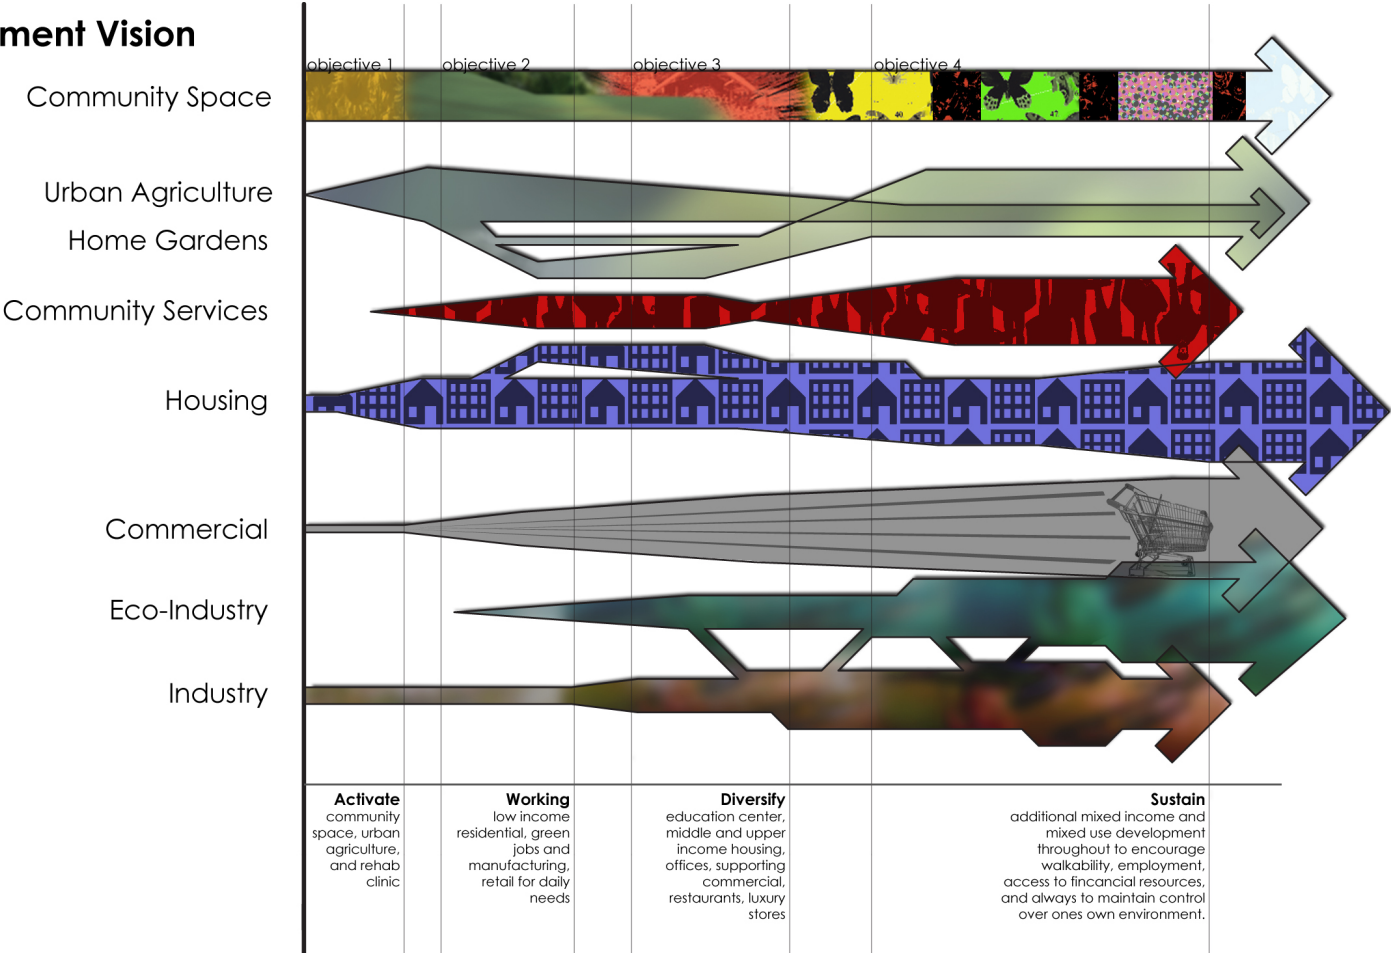 ment Vision
objective 1
objective 2
objective 3
objective 4
Community Space
40
47
Urban Agriculture
Home Gardens
Community Services
Housing
Commercial
Eco-Industry
Industry
Activate
community
space, urban
agriculture,
and rehab
clinic
Working
low income
residential, green
jobs and
manufacturing,
retail for daily
needs
Diversify
education center,
middle and upper
income housing,
offices, supporting
commercial,
restaurants, luxury
stores
Sustain
additional mixed income and
mixed use development
throughout to encourage
walkability, employment,
access to fincancial resources,
and always to maintain control
over ones own environment.